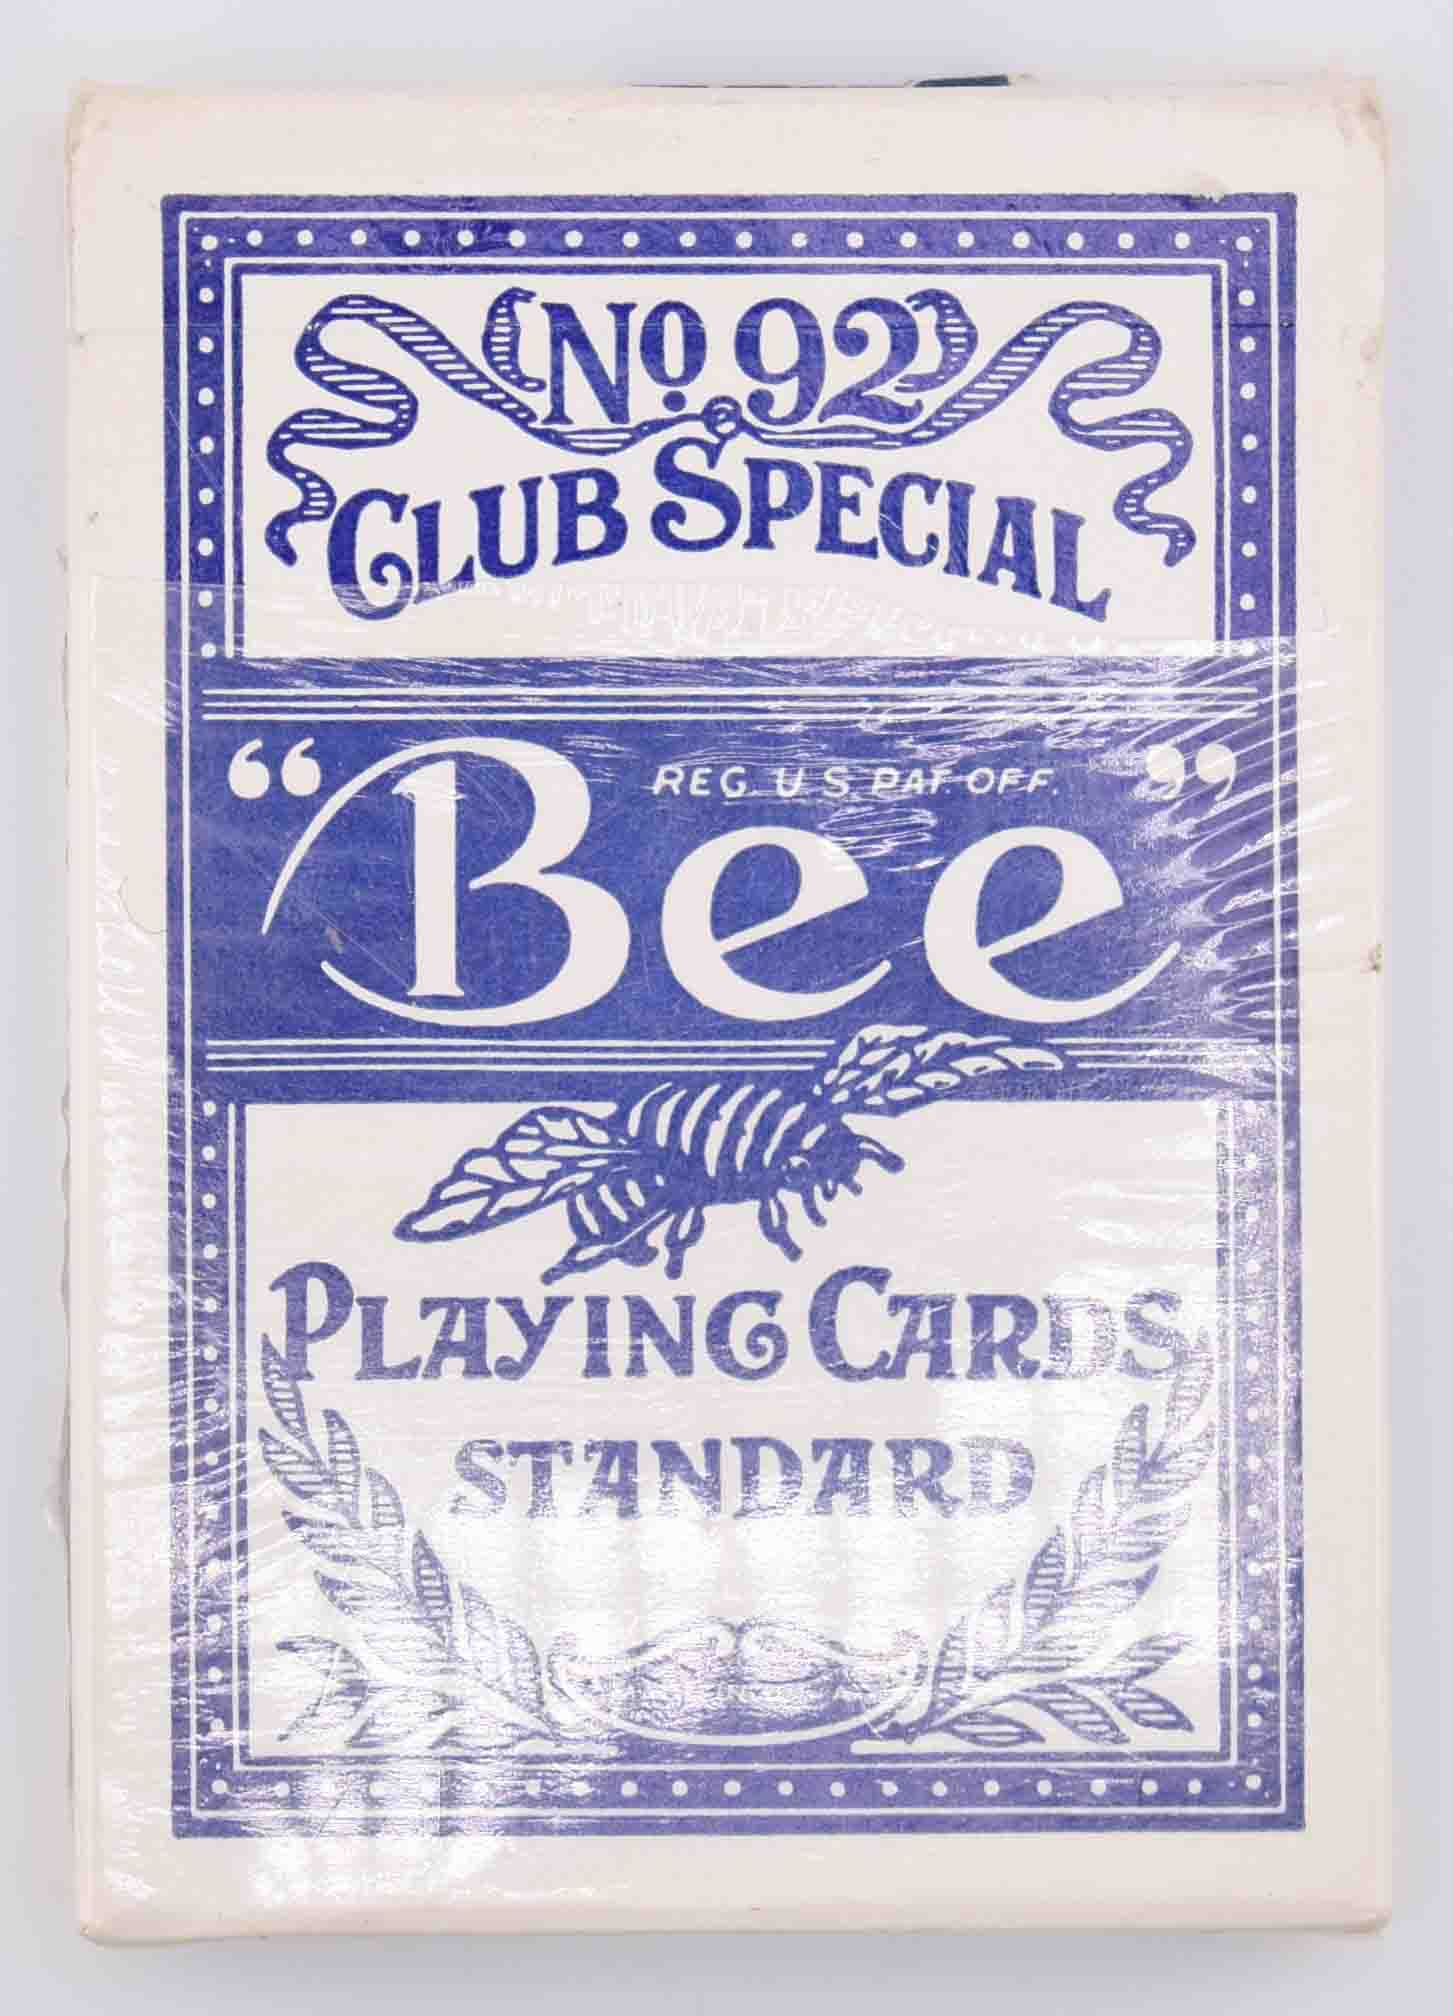 No. 92
CLUB SPECIAL
“Bee”
REG. U.S. PAT. OFF.
PLAYING CARDS
STANDARD